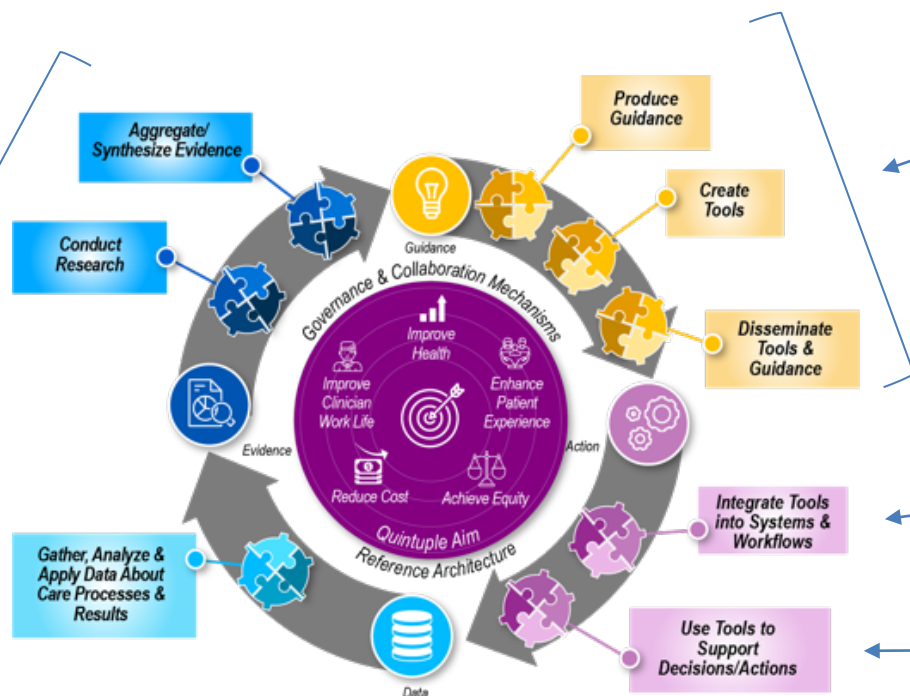 Produce
Guidance
Aggregate/
Synthesize Evidence
Create
Tools
Conduct
Research
Guidance
Governance & Collaboration Mechanisms
Improve
Health
Disseminate
Tools &
Guidance
Improve
Clinician
Work Life
Enhance
Patient
Experience
Evidence
Action
Reduce Cost
Achieve Equity
Integrate Tools
into Systems &
Workflows
Quintuple Aim
Reference Architecture
Gather, Analyze &
Apply Data About
Care Processes &
Results
Use Tools to
Support
Decisions/Actions
Data